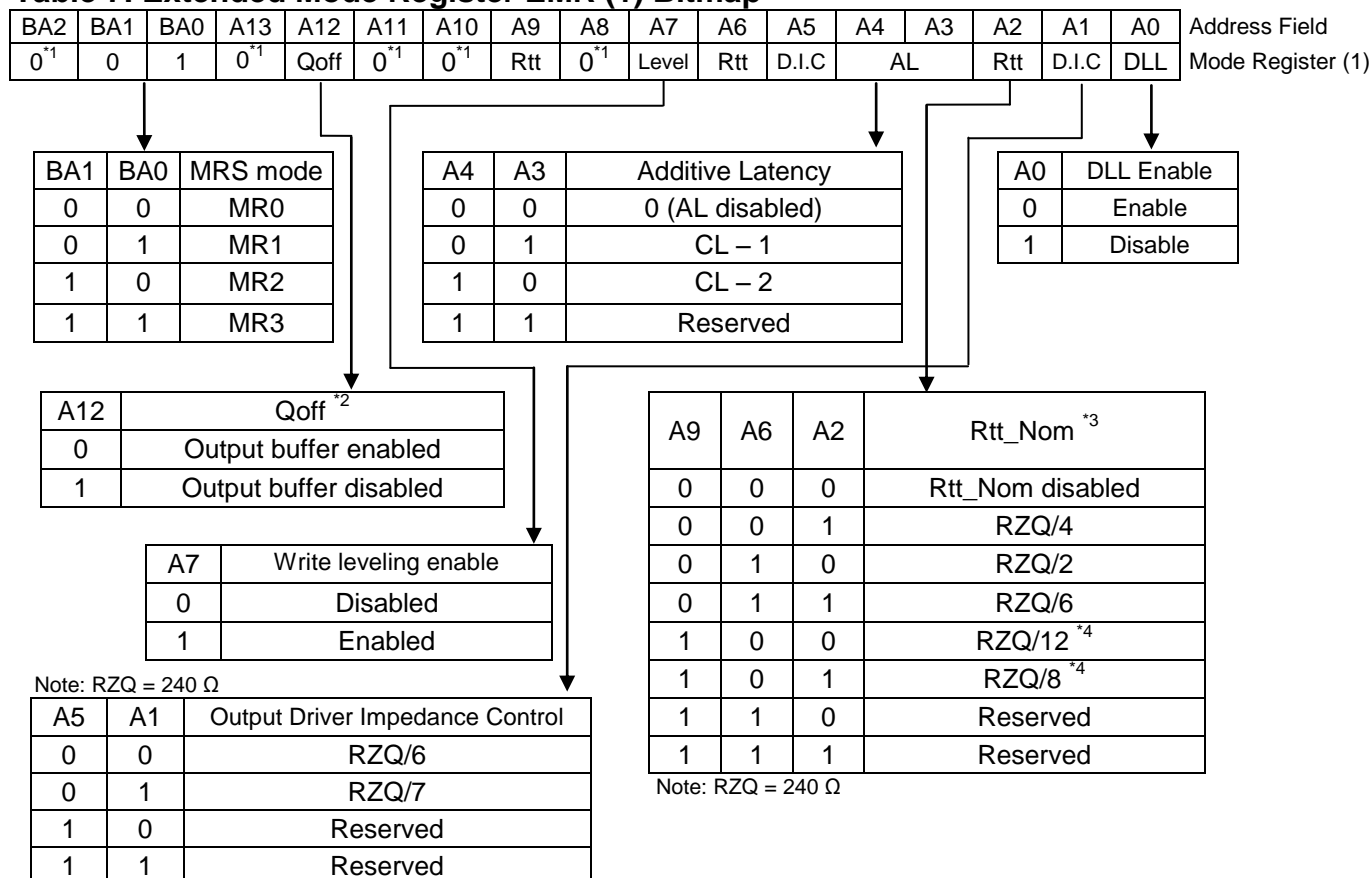 Table 7. Extended Mode Register EMR (1) Bitmap
BA2 BA1 BA0 A13 A12 A11 A10 A9 A8 A7 A6 A5 A4 A3 A2 A1 A0 Address Field
0*1 0 1 0*1 Qoff 0*1 0*1 Rtt 0*1 Level Rtt D.I.C AL Rtt D.I.C DLL Mode Register (1)
BA1 BA0 MRS mode
0 0 MR0
0 1 MR1
1 0 MR2
1 1 MR3
A4 A3 Additive Latency
0 0 0 (AL disabled)
0 1 CL – 1
1 0 CL – 2
1 1 Reserved
A0 DLL Enable
0 Enable
1 Disable
A12 Qoff *2
0 Output buffer enabled
1 Output buffer disabled
A7 Write leveling enable
0 Disabled
1 Enabled
Note: RZQ = 240 Ω
A5 A1 Output Driver Impedance Control
0 0 RZQ/6
0 1 RZQ/7
1 0 Reserved
1 1 Reserved
A9 A6 A2 Rtt_Nom *3
0 0 0 Rtt_Nom disabled
0 0 1 RZQ/4
0 1 0 RZQ/2
0 1 1 RZQ/6
1 0 0 RZQ/12 *4
1 0 1 RZQ/8 *4
1 1 0 Reserved
1 1 1 Reserved
Note: RZQ = 240 Ω